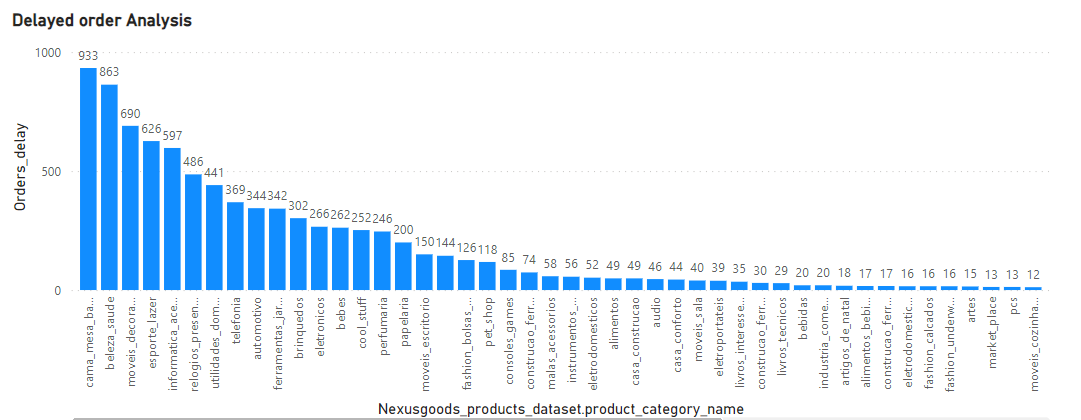 Delayed order Analysis
Orders_delay
1000
500
0
933
863
690
626
597
486
441
369
344
342
302
266
262
252
246
200
150
144
126
118
85
74
58
56
52
49
49
46
44
40
39
35
30
29
20
20
18
17
17
16
16
16
15
13
13
12
cama_mesa_ba...
beleza_saude
moveis_decora...
esporte_lazer
informatica_ace...
relogios_presen...
utilidades_dom...
telefonia
automotivo
ferramentas_jar...
brinquedos
eletronicos
bebes
cool_stuff
perfumaria
papelaria
moveis_escritorio
fashion_bolsas_...
pet_shop
consoles_games
construcao_ferr...
malas_acessorios
instrumentos_...
eletrodomesticos
alimentos
casa_construcao
audio
casa_conforto
moveis_sala
eletroportateis
livros_interesse...
construcao_ferr...
livros_tecnicos
bebidas
industria_come...
artigos_de_natal
alimentos_bebi...
construcao_ferr...
eletrodomestic...
fashion_calcados
fashion_underw...
artes
market_place
pcs
moveis_cozinha...
Nexusgoods_products_dataset.product_category_name